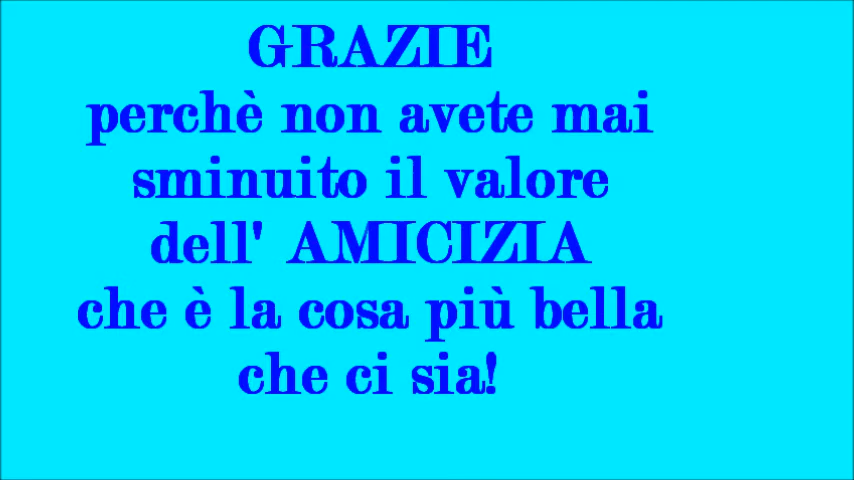 GRAZIE
perchè non avete mai
sminuito il valore
dell' AMICIZIA
che è la cosa più bella
che ci sia!